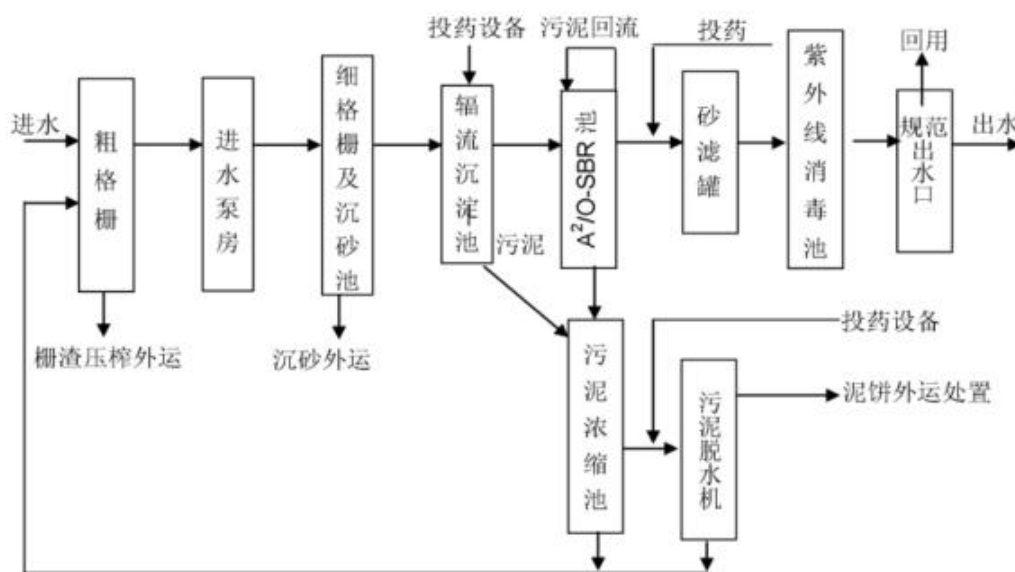 投药设备
污泥回流
投药
回用
进水
粗格栅
进水泵房
细格栅及沉砂池
辐流沉淀池
A²/O-SBR 池
砂滤罐
紫外线消毒池
规范出水口
出水
污泥
栅渣压榨外运
沉砂外运
污泥浓缩池
投药设备
污泥脱水机
泥饼外运处置